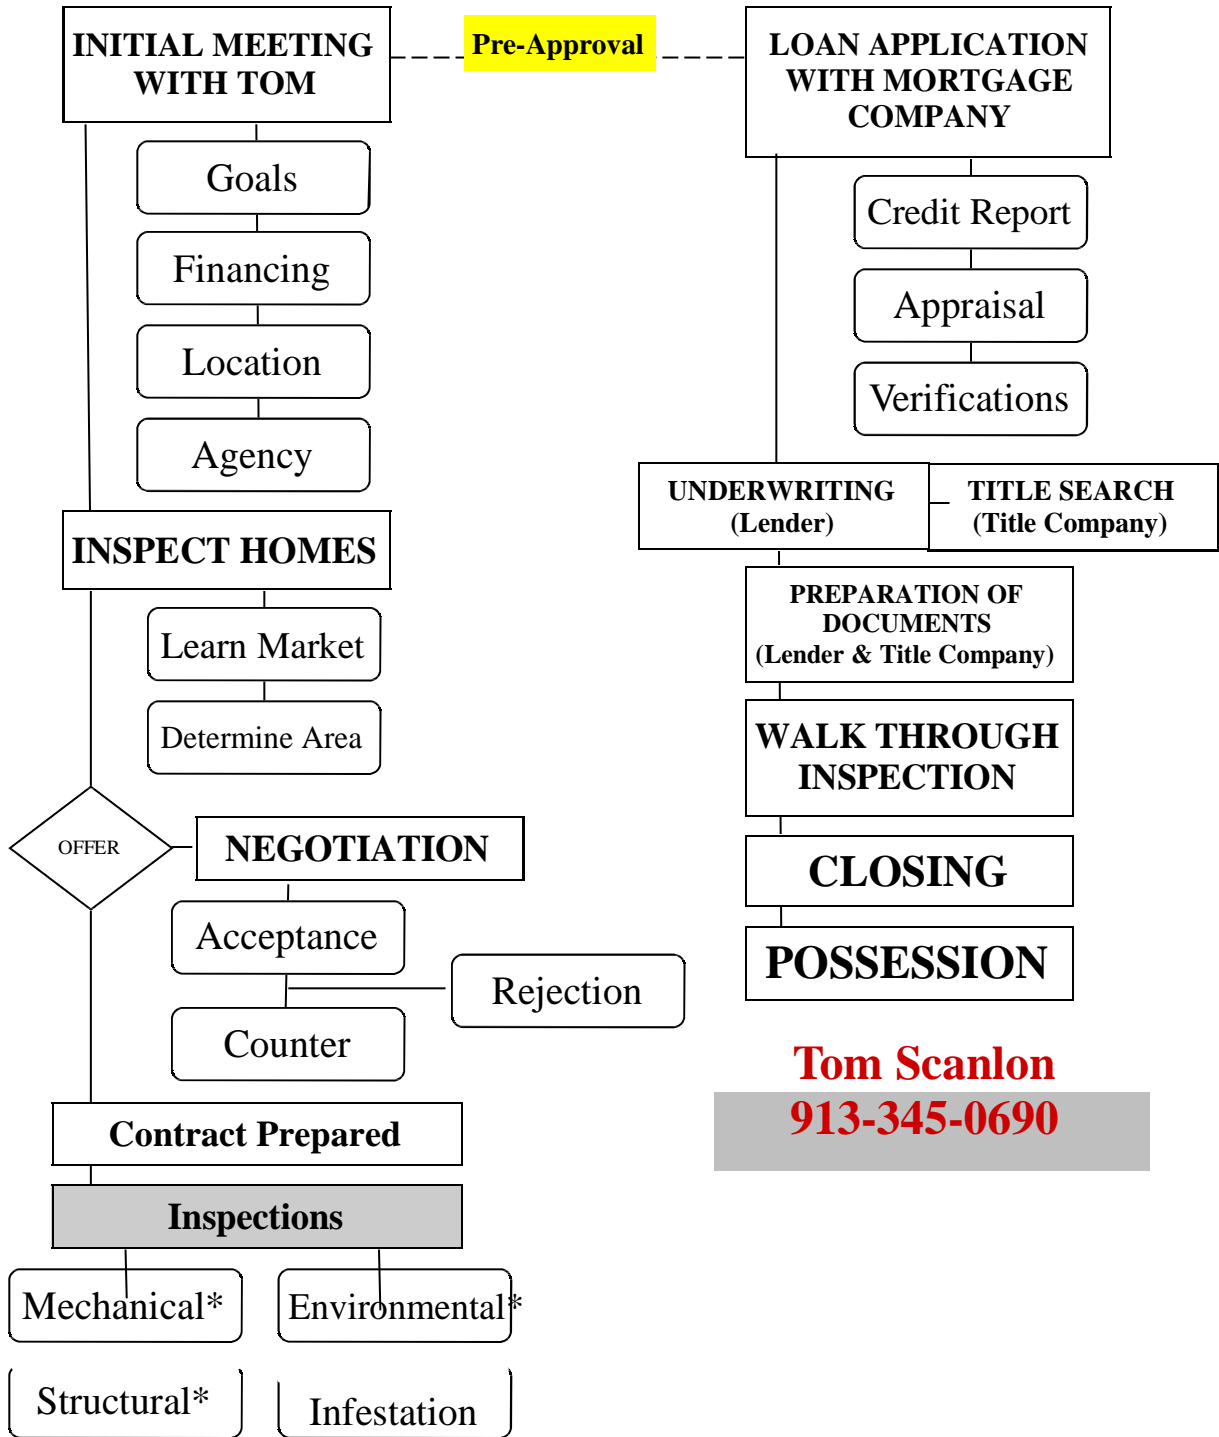 INITIAL MEETING
WITH TOM
Pre-Approval
LOAN APPLICATION
WITH MORTGAGE
COMPANY
Goals
Financing
Location
Agency
Credit Report
Appraisal
Verifications
UNDERWRITING
(Lender)
TITLE SEARCH
(Title Company)
INSPECT HOMES
Learn Market
Determine Area
PREPARATION OF
DOCUMENTS
(Lender & Title Company)
WALK THROUGH
INSPECTION
OFFER
NEGOTIATION
Acceptance
Rejection
Counter
CLOSING
POSSESSION
Contract Prepared
Inspections
Mechanical*
Environmental*
Structural*
Infestation
Tom Scanlon
913-345-0690